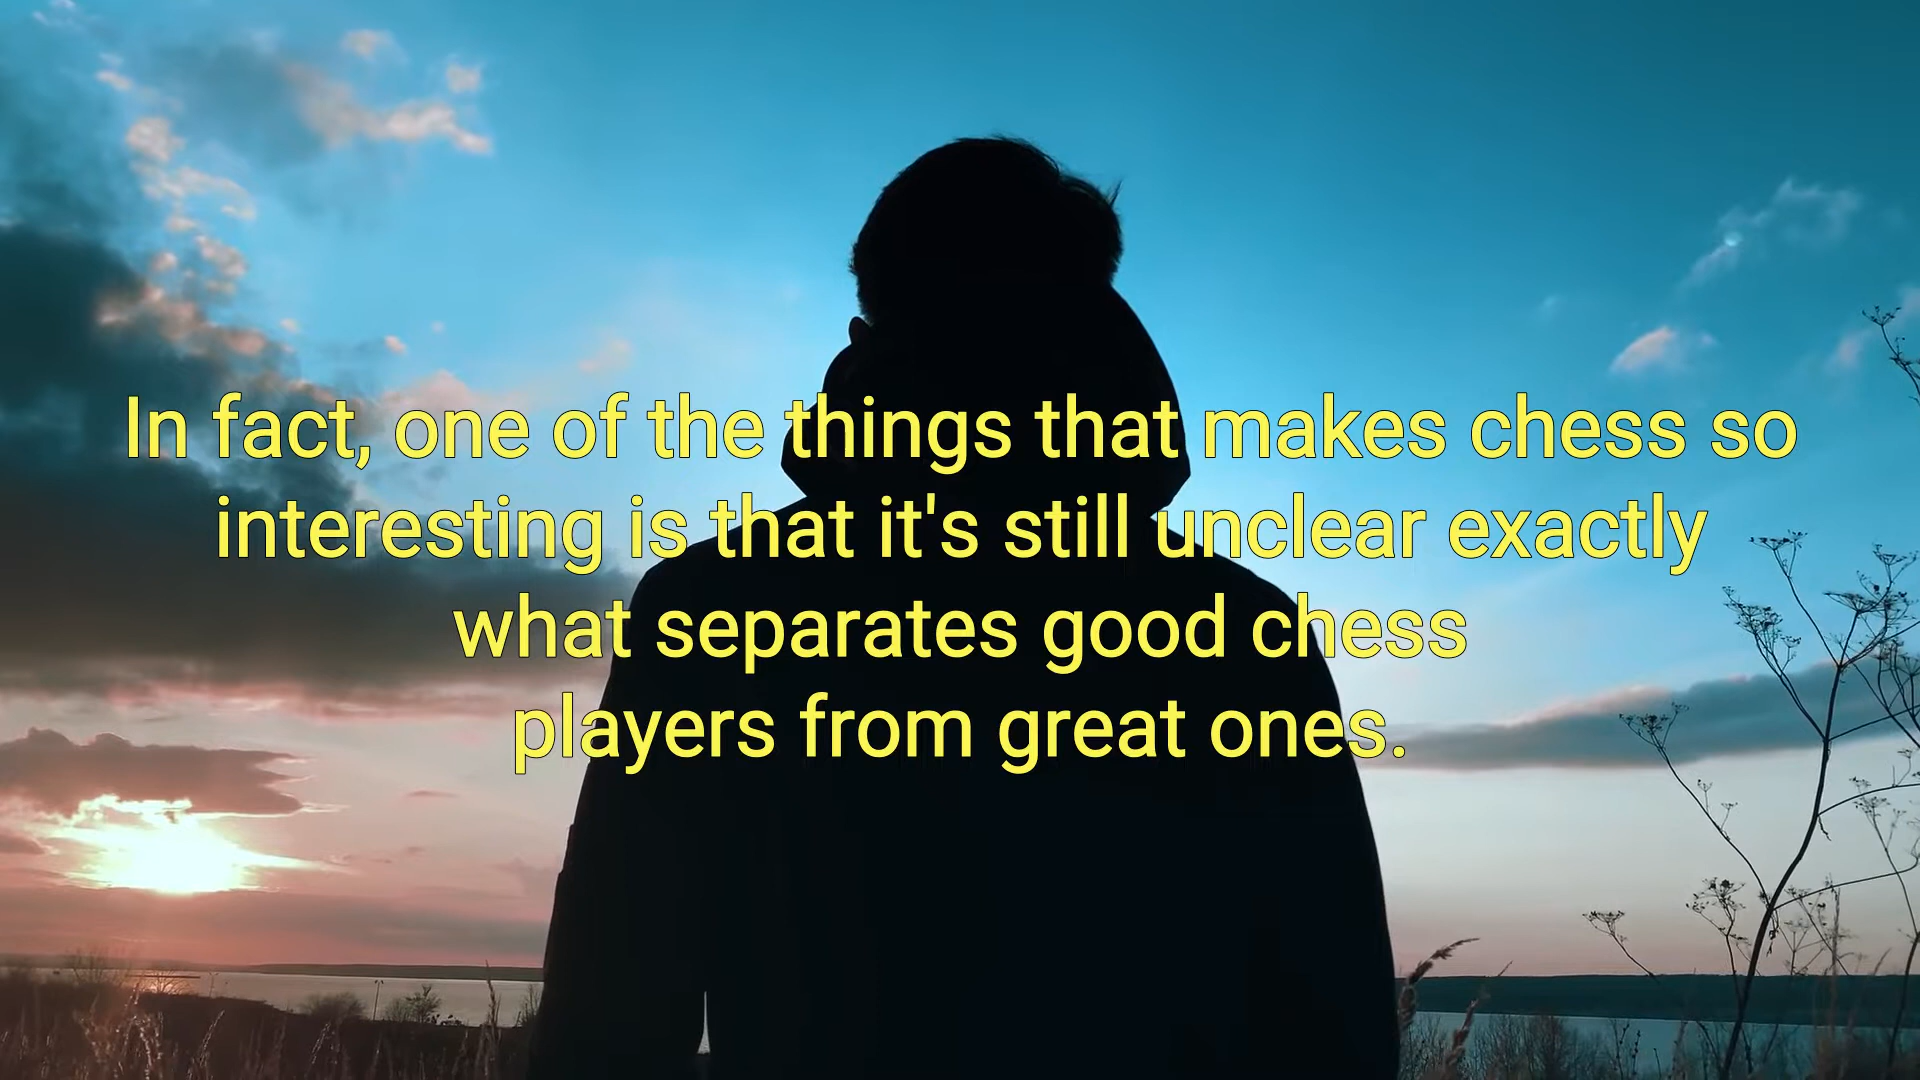 In fact, one of the things that makes chess so
interesting is that it's still unclear exactly
what separates good chess
players from great ones.